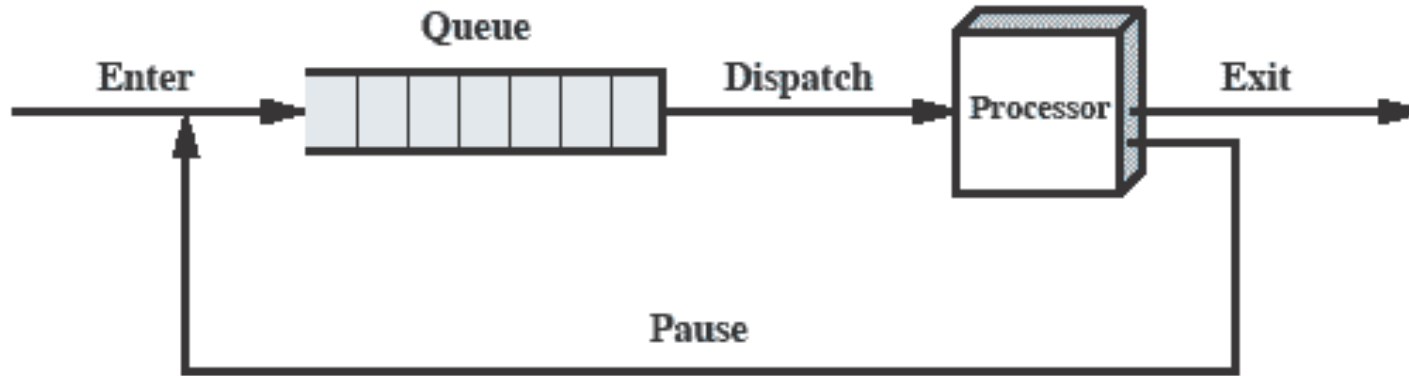 Queue
Enter
Dispatch
Processor
Exit
Pause